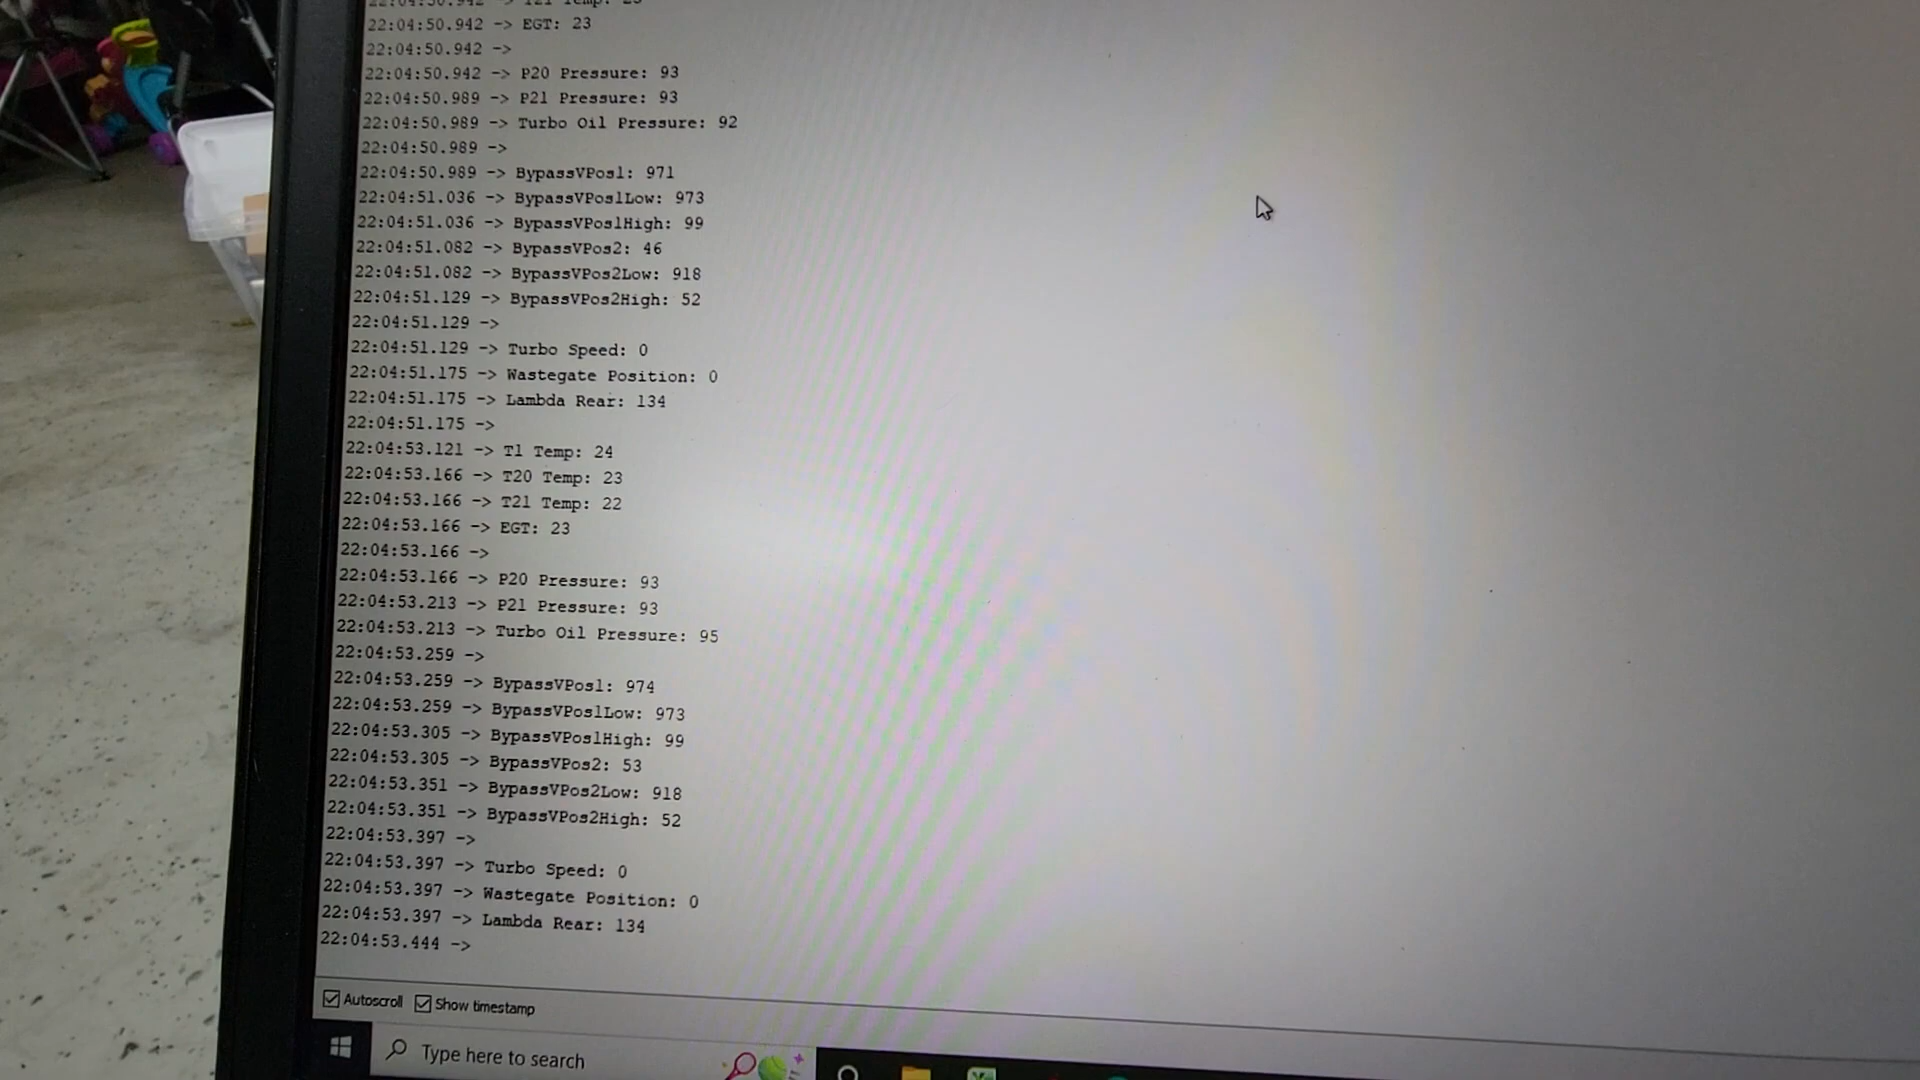 22:04:50.942 -> T21 Temp: 23
22:04:50.942 -> EGT: 23
22:04:50.942 ->
22:04:50.942 -> P20 Pressure: 93
22:04:50.989 -> P21 Pressure: 93
22:04:50.989 -> Turbo Oil Pressure: 92
22:04:50.989 ->
22:04:50.989 -> BypassVPos1: 971
22:04:51.036 -> BypassVPos1Low: 973
22:04:51.036 -> BypassVPos1High: 99
22:04:51.082 -> BypassVPos2: 46
22:04:51.082 -> BypassVPos2Low: 918
22:04:51.129 -> BypassVPos2High: 52
22:04:51.129 ->
22:04:51.129 -> Turbo Speed: 0
22:04:51.175 -> Wastegate Position: 0
22:04:51.175 -> Lambda Rear: 134
22:04:51.175 ->
22:04:53.121 -> T1 Temp: 24
22:04:53.166 -> T20 Temp: 23
22:04:53.166 -> T21 Temp: 22
22:04:53.166 -> EGT: 23
22:04:53.166 ->
22:04:53.166 -> P20 Pressure: 93
22:04:53.213 -> P21 Pressure: 93
22:04:53.213 -> Turbo Oil Pressure: 95
22:04:53.259 ->
22:04:53.259 -> BypassVPos1: 974
22:04:53.259 -> BypassVPos1Low: 973
22:04:53.305 -> BypassVPos1High: 99
22:04:53.305 -> BypassVPos2: 53
22:04:53.351 -> BypassVPos2Low: 918
22:04:53.351 -> BypassVPos2High: 52
22:04:53.397 ->
22:04:53.397 -> Turbo Speed: 0
22:04:53.397 -> Wastegate Position: 0
22:04:53.397 -> Lambda Rear: 134
22:04:53.444 ->
Autoscroll Show timestamp
Type here to search